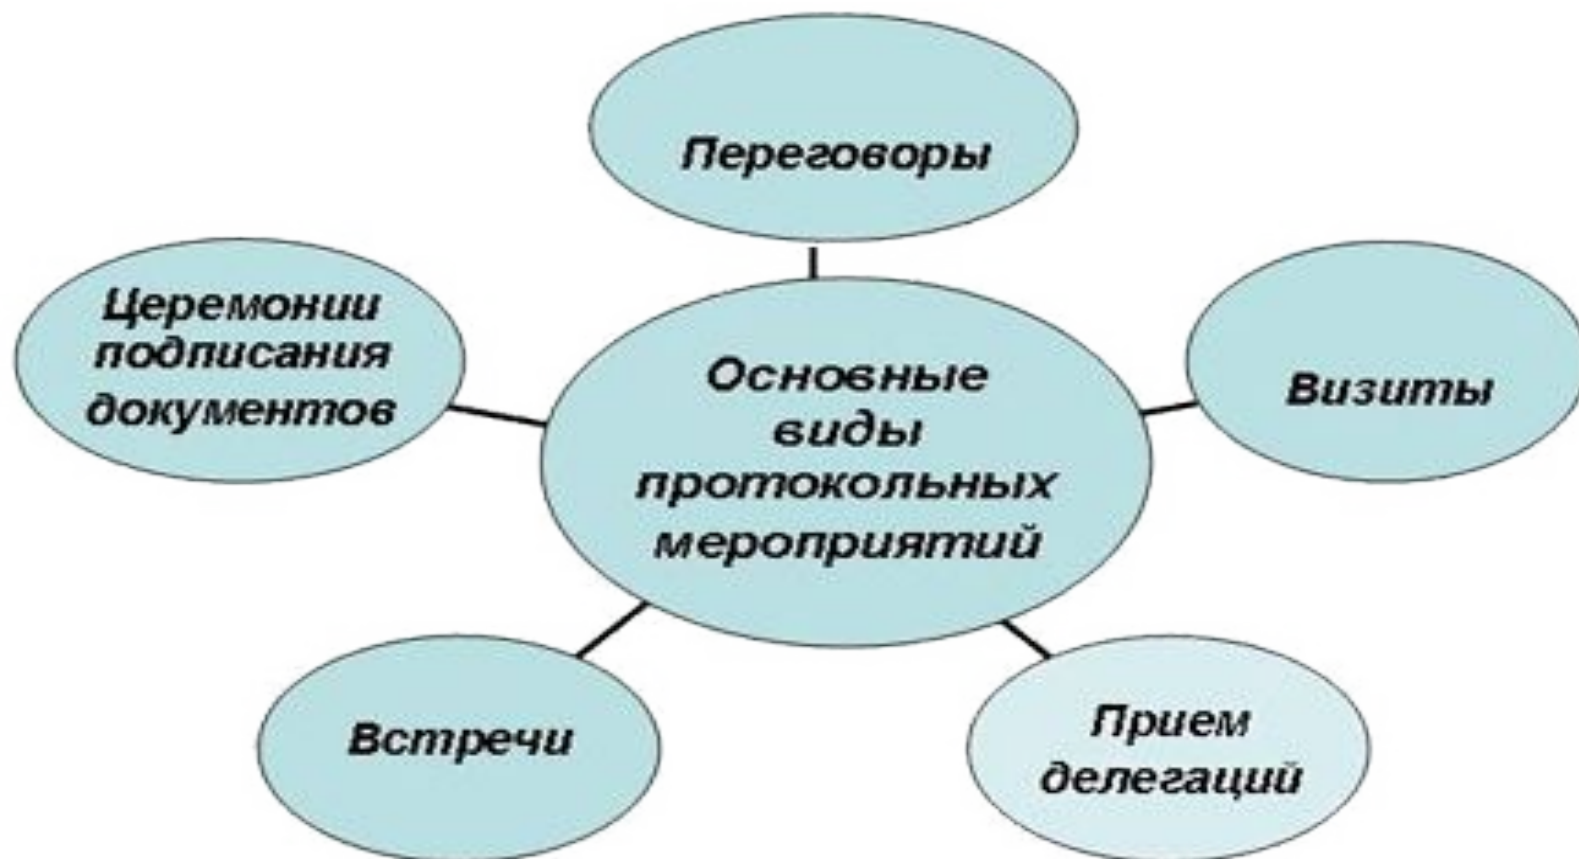 Переговоры
Церемонии
подписания
документов
Основные
виды
протокольных
мероприятий
Визиты
Встречи
Прием
делегаций